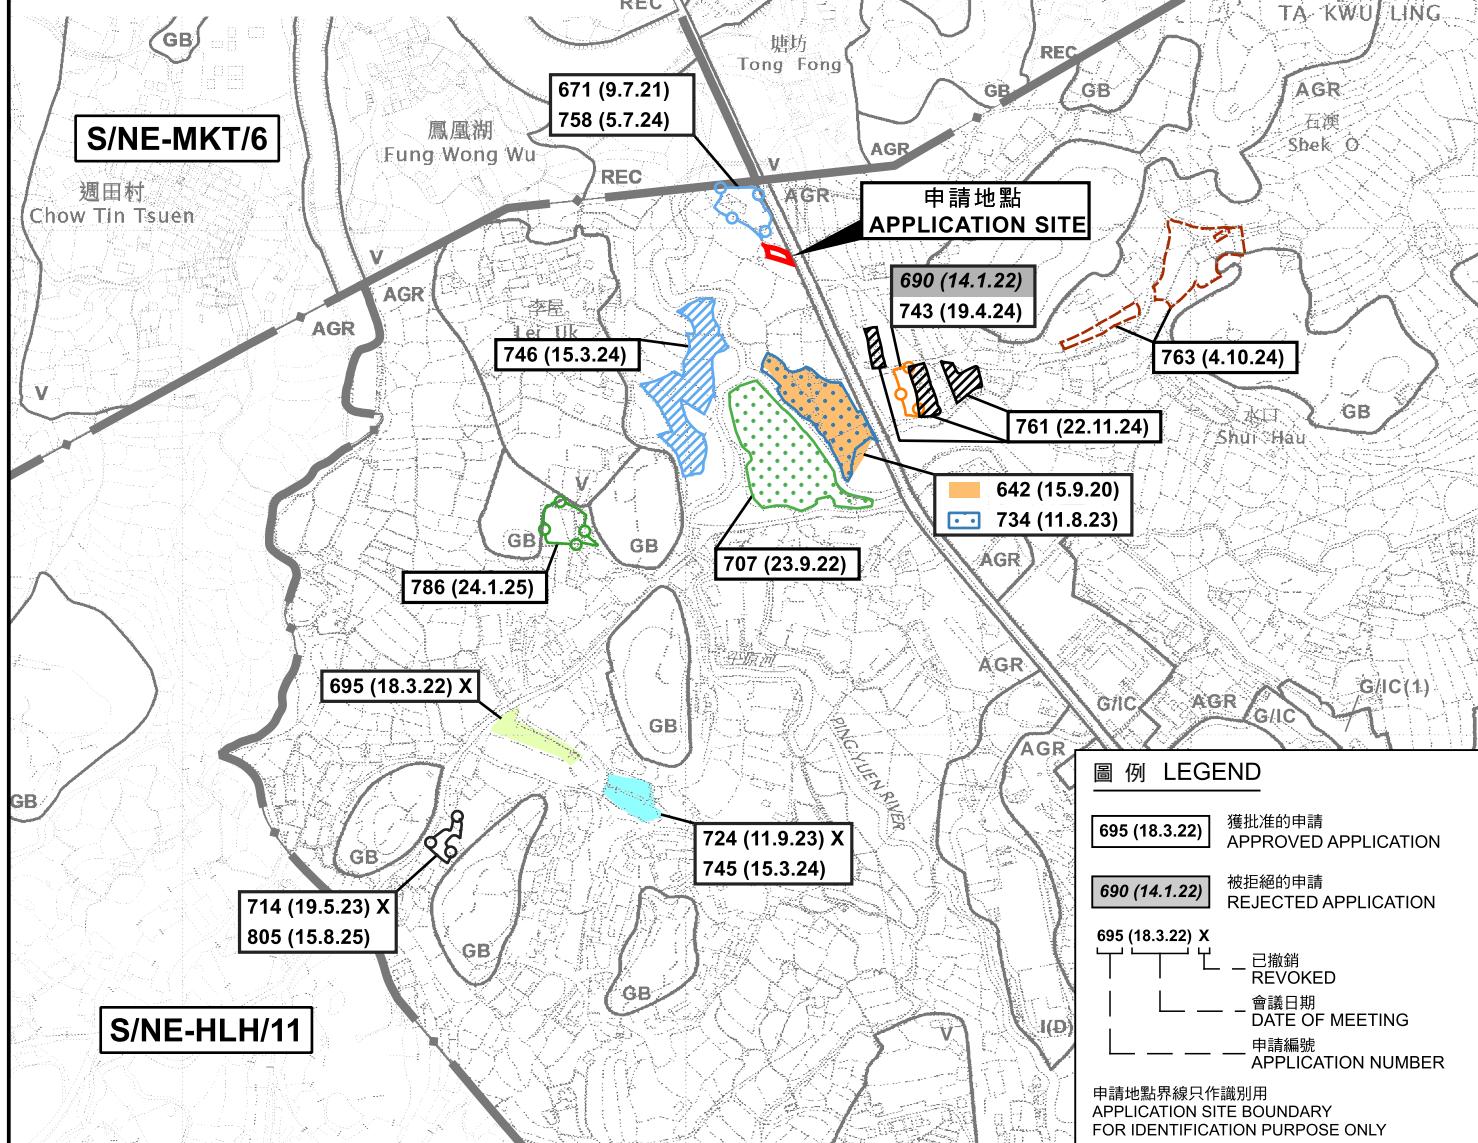 REC
TA KWU LING
GB
塘坊
Tong Fong
REC
671 (9.7.21)
758 (5.7.24)
GB
GB
AGR
S/NE-MKT/6
鳳凰湖
Fung Wong Wu
石澳
Shek O
AGR
V
REC
週田村
Chow Tin Tsuen
AGR
申請地點
APPLICATION SITE
V
AGR
690 (14.1.22)
743 (19.4.24)
李屋
Lei Uk
AGR
746 (15.3.24)
763 (4.10.24)
V
GB
水口
Shui Hau
761 (22.11.24)
V
642 (15.9.20)
734 (11.8.23)
GB
GB
707 (23.9.22)
AGR
786 (24.1.25)
平原河
AGR
695 (18.3.22) X
G/IC(1)
G/IC
AGR
G/IC
GB
PING YUEN RIVER
AGR
GB
724 (11.9.23) X
745 (15.3.24)
GB
714 (19.5.23) X
805 (15.8.25)
GB
GB
S/NE-HLH/11
V
I(D)
圖例 LEGEND
695 (18.3.22)
獲批准的申請
APPROVED APPLICATION
690 (14.1.22)
被拒絕的申請
REJECTED APPLICATION
695 (18.3.22) X
已撤銷
REVOKED
會議日期
DATE OF MEETING
申請編號
APPLICATION NUMBER
申請地點界線只作識別用
APPLICATION SITE BOUNDARY
FOR IDENTIFICATION PURPOSE ONLY